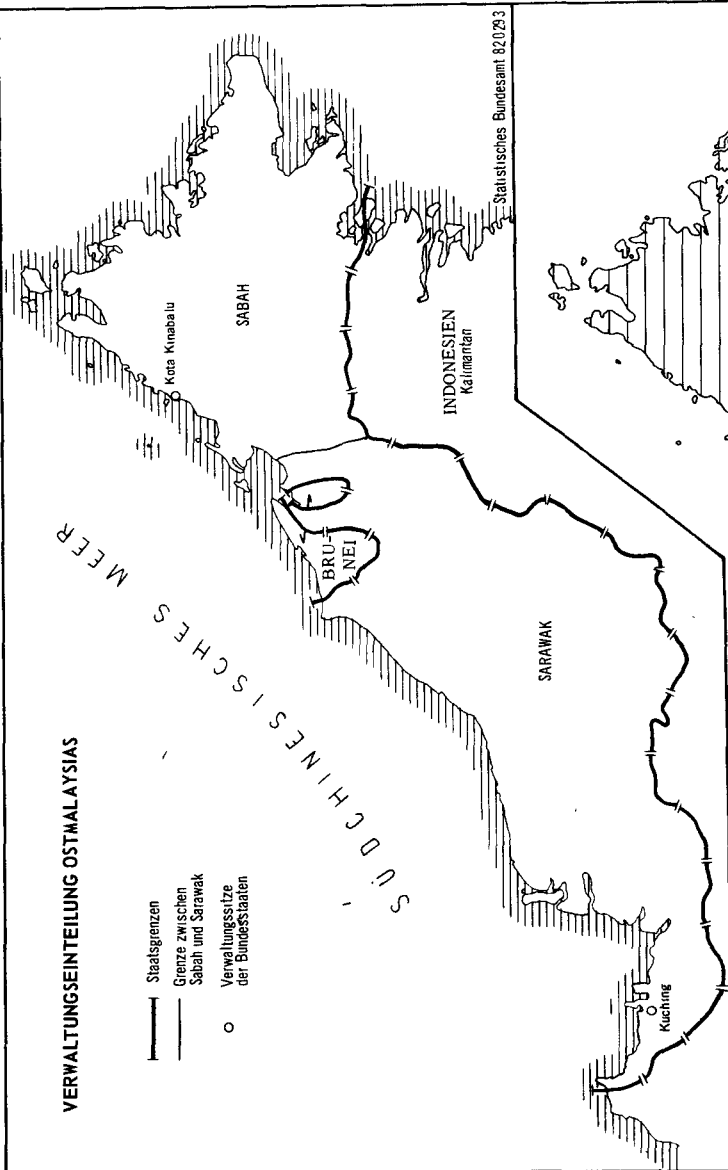 VERWALTUNGSEINTEILUNG OSTMALAYSIAS
Staatsgrenzen
Grenze zwischen
Sabah und Sarawak
Verwaltungssitze
der Bundesstaaten
SÜDCHINESISCHES MEER
Kota Kinabalu
SABAH
BRU-
NEI
INDONESIEN
Kalimantan
SARAWAK
Kuching
Statistisches Bundesamt 820293